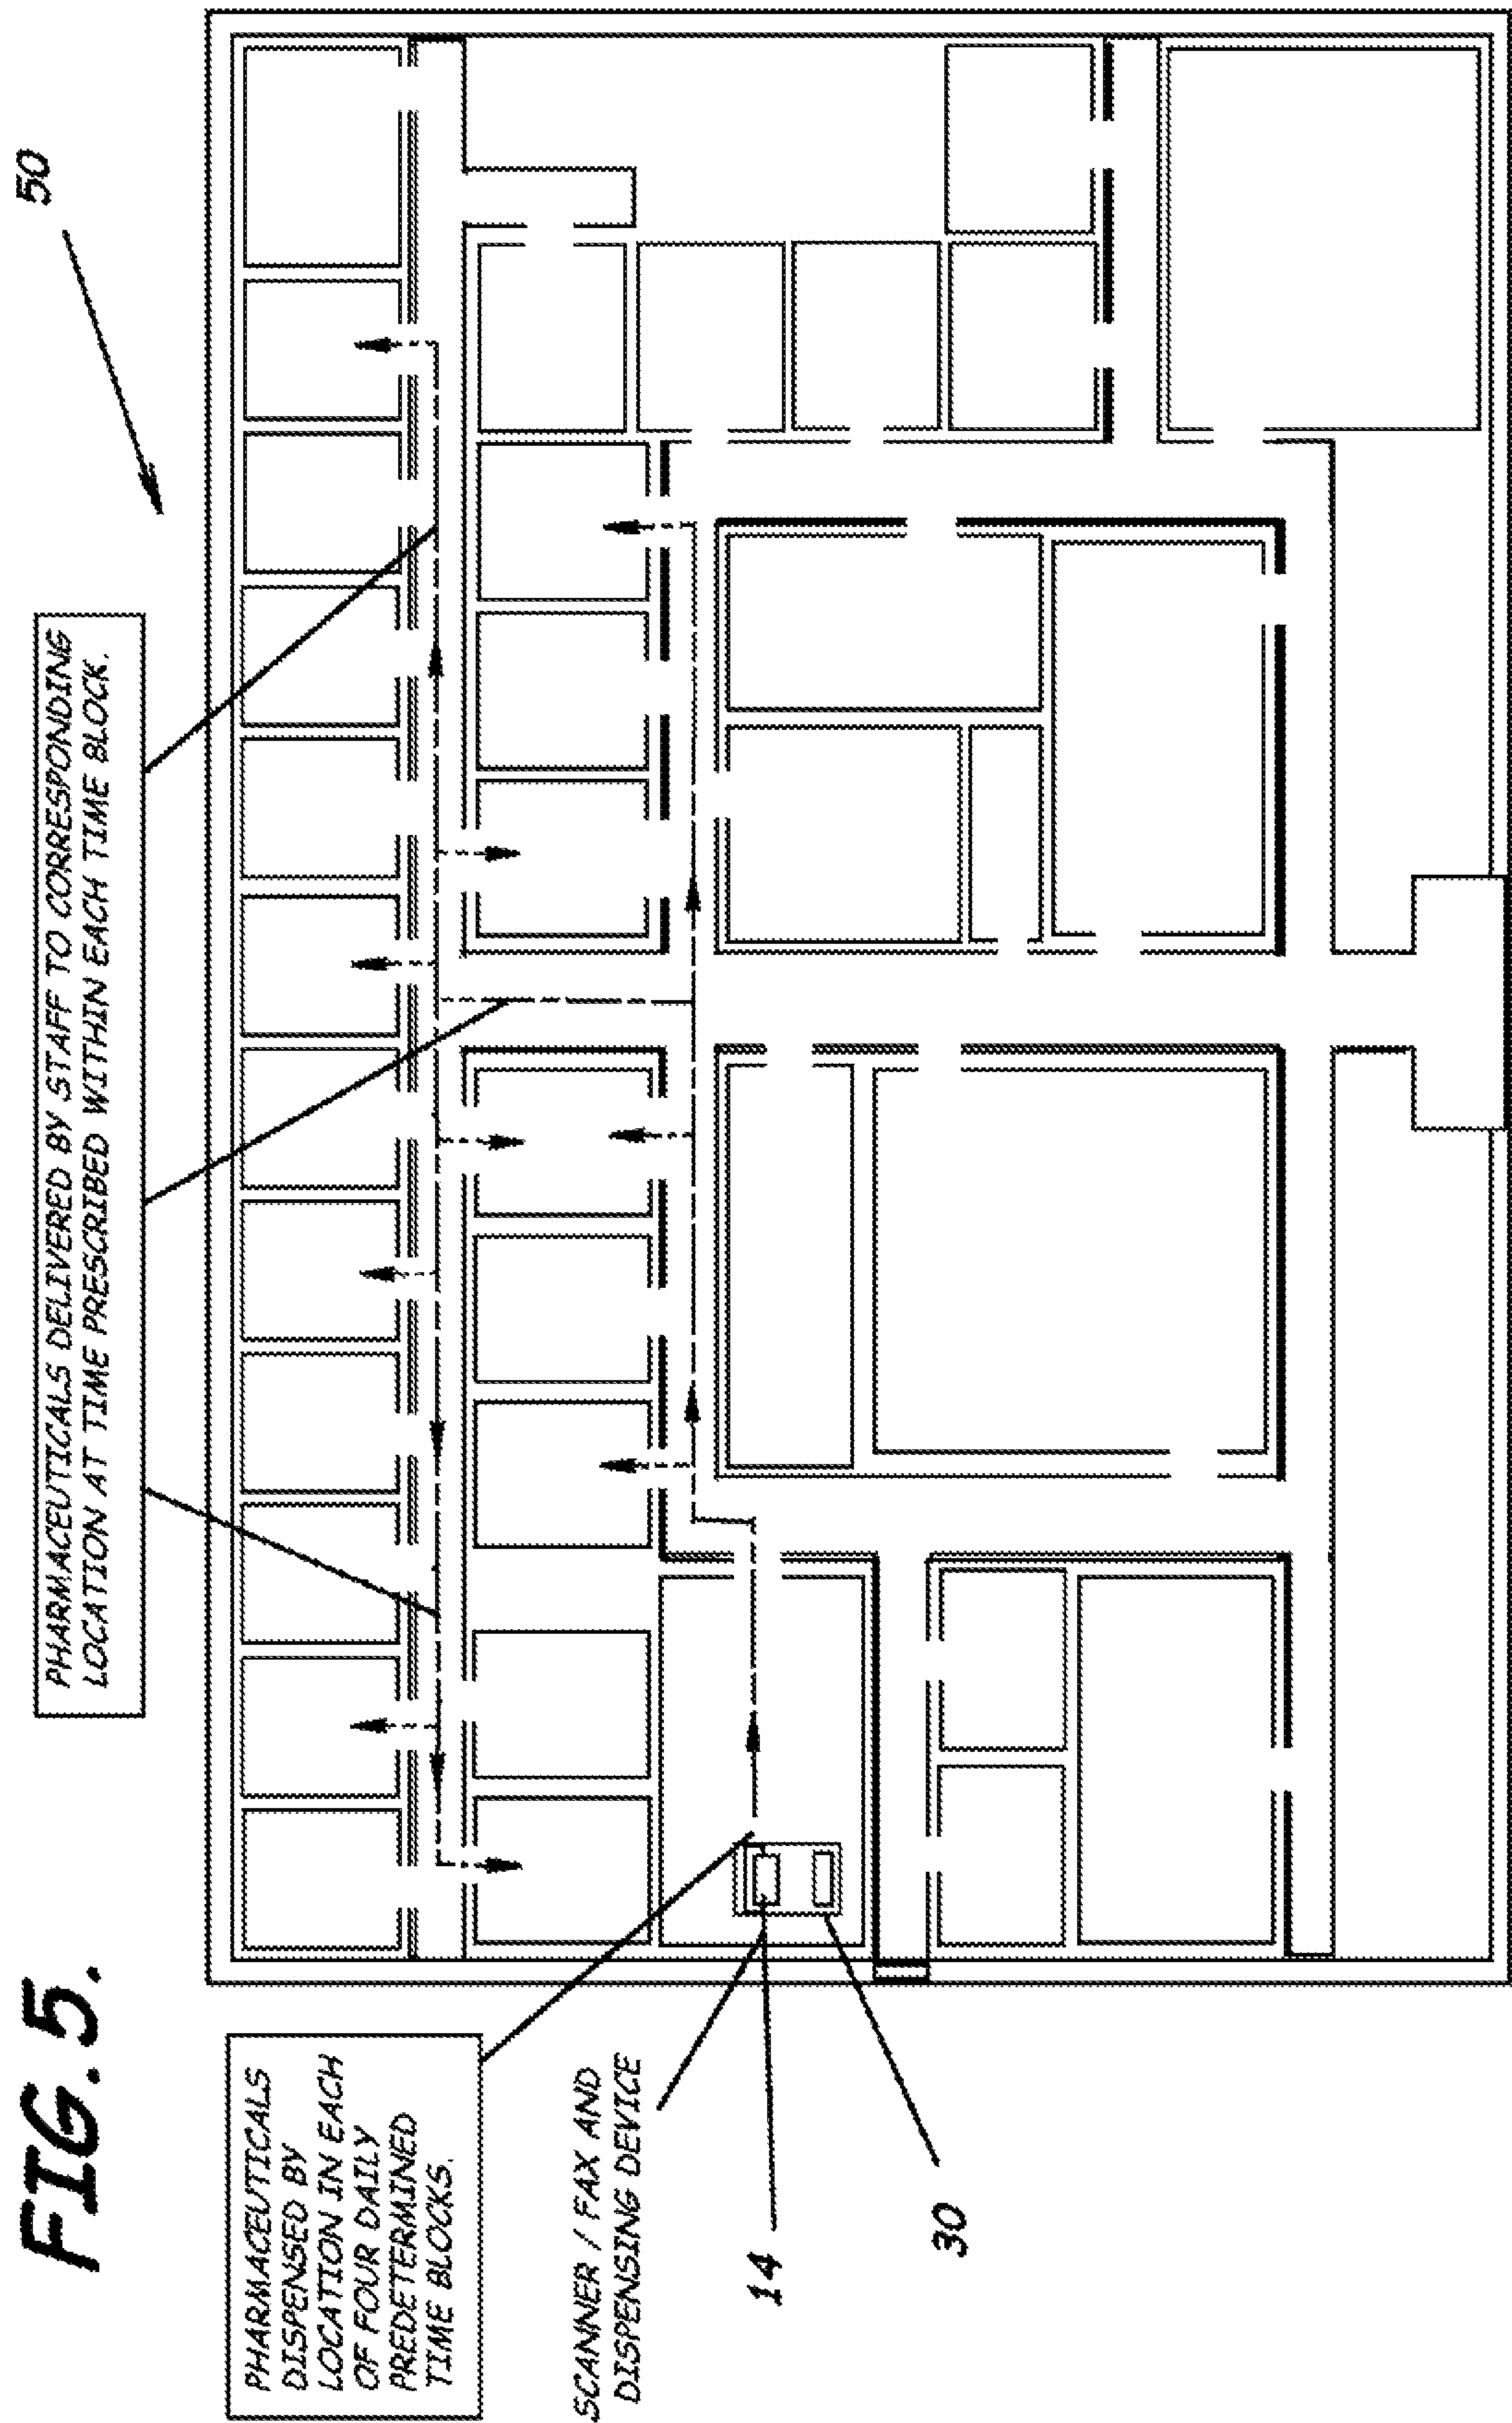 FIG. 5.
50
PHARMACEUTICALS DELIVERED BY STAFF TO CORRESPONDING
LOCATION AT TIME PRESCRIBED WITHIN EACH TIME BLOCK.
PHARMACEUTICALS
DISPENSED BY
LOCATION IN EACH
OF FOUR DAILY
PREDETERMINED
TIME BLOCKS.
SCANNER / FAX AND
DISPENSING DEVICE
14
30